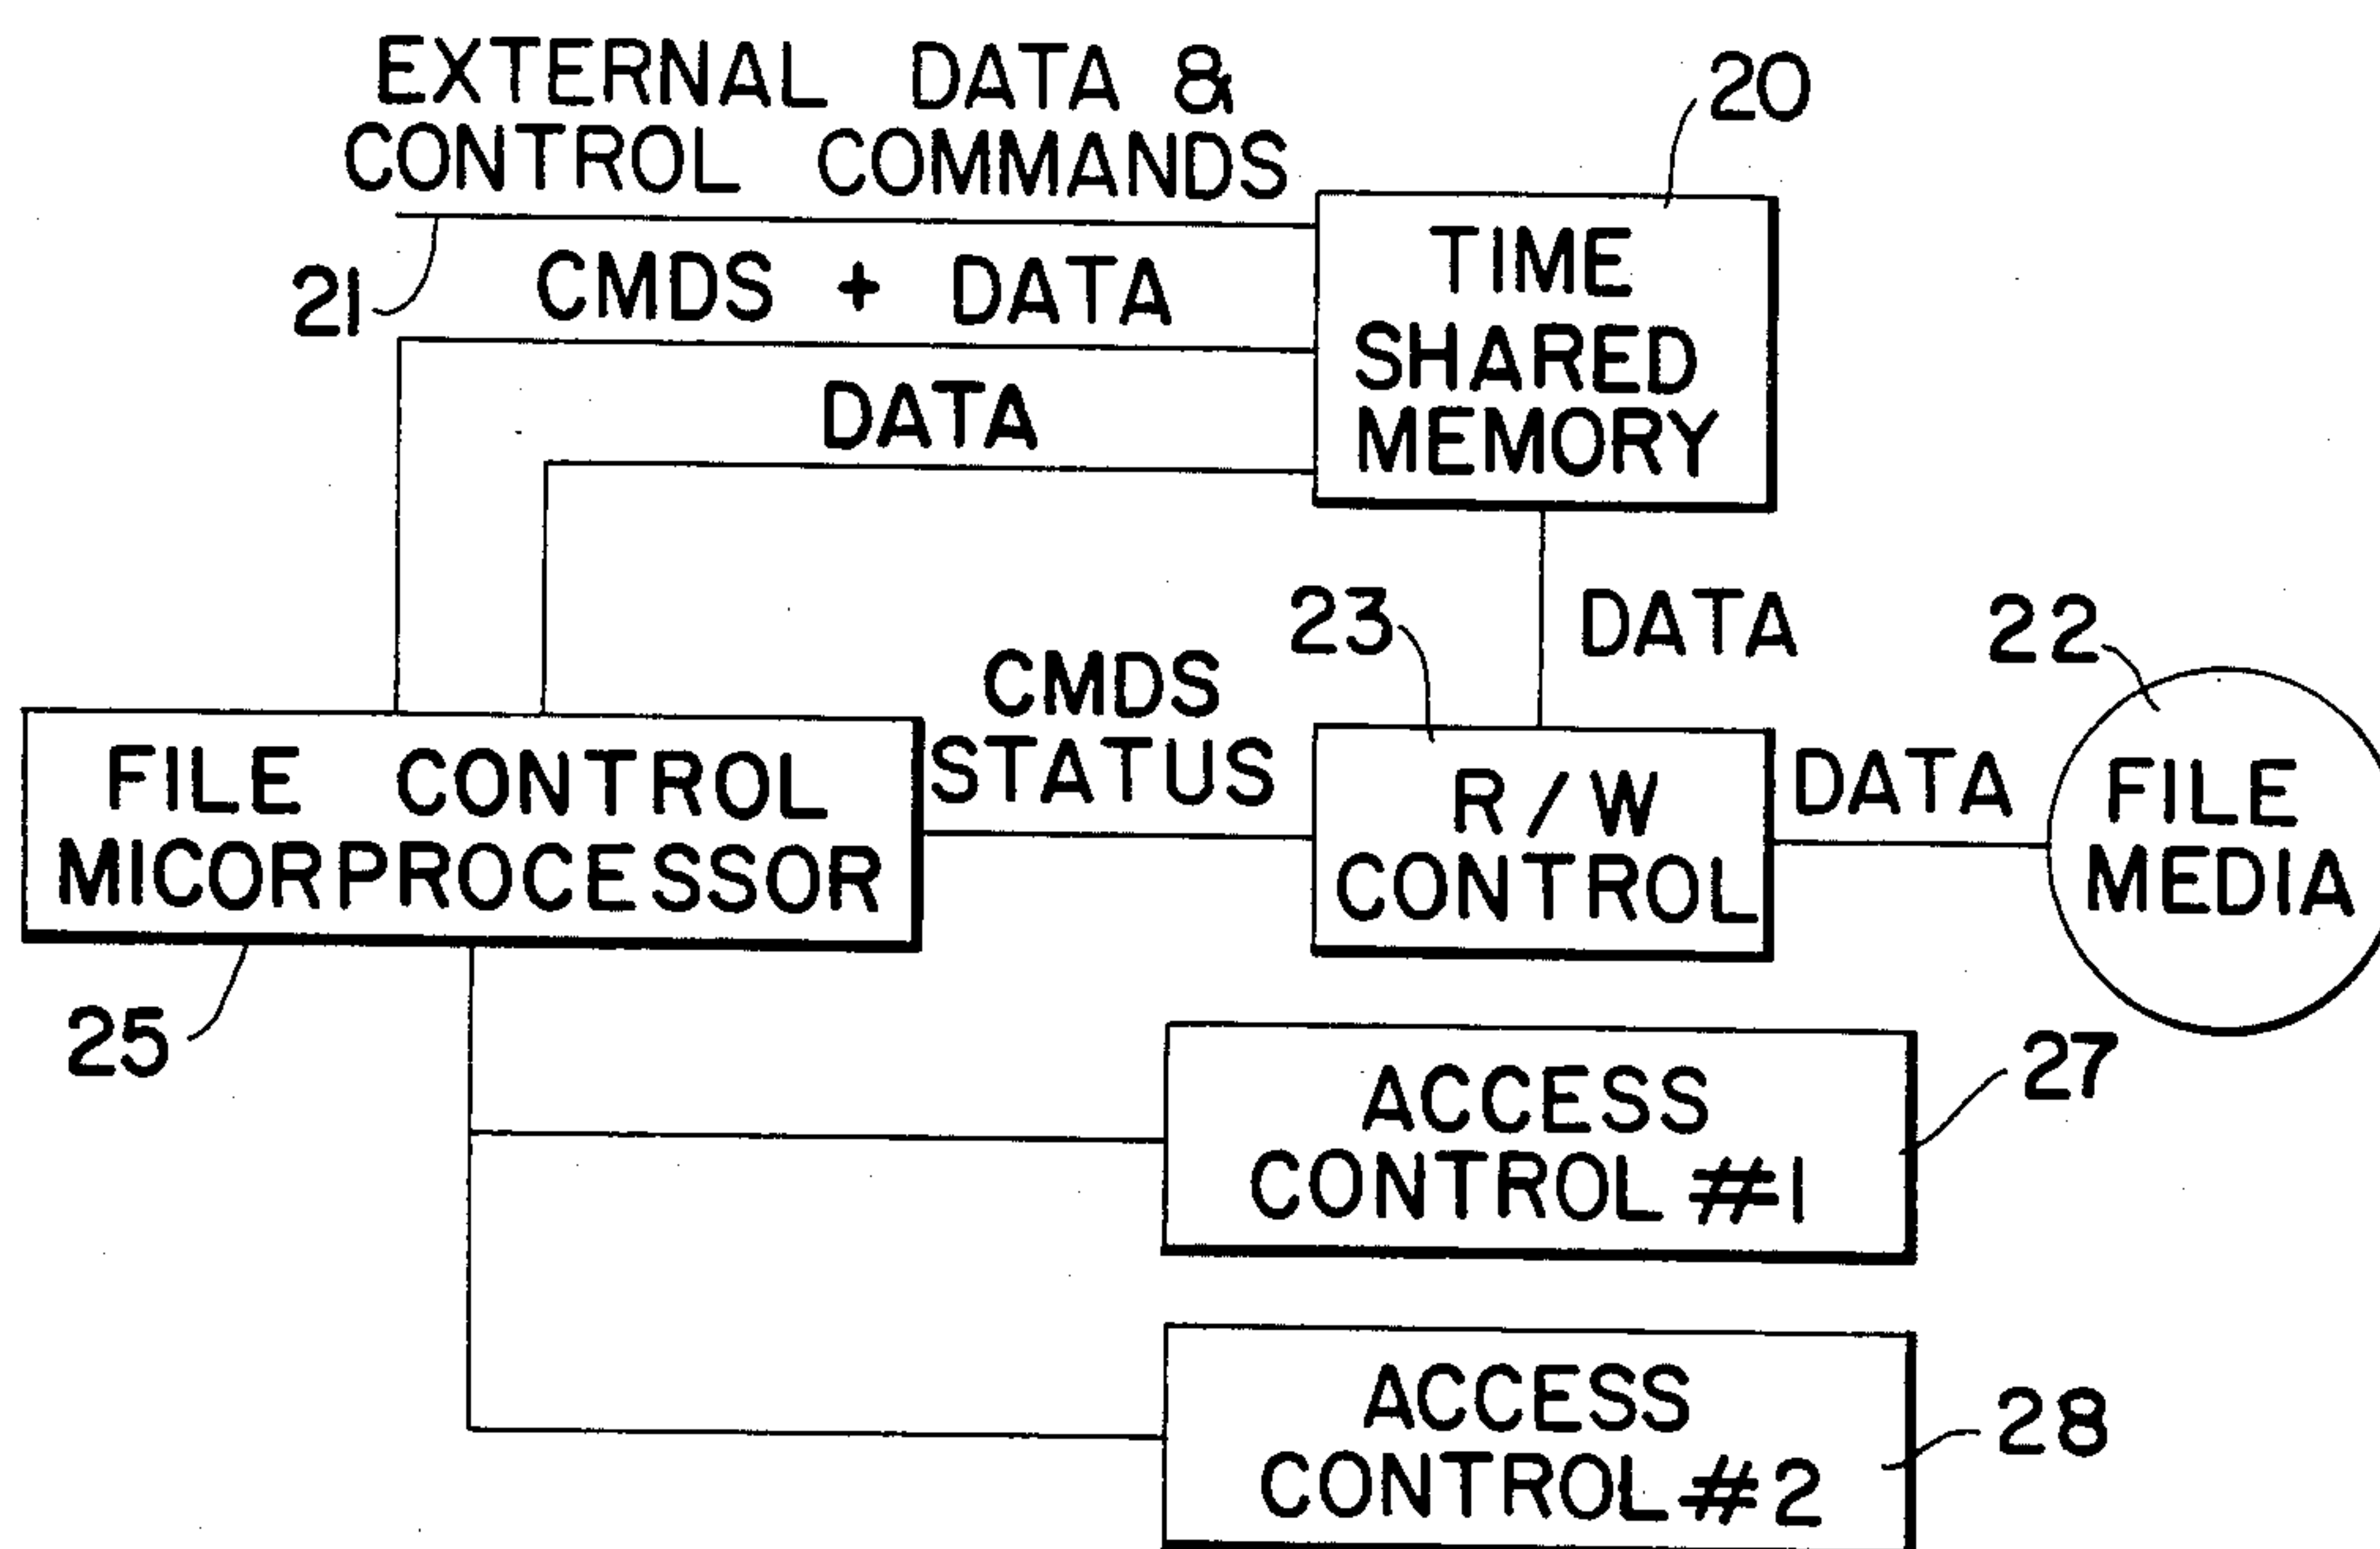 EXTERNAL DATA &
CONTROL COMMANDS
20
21
CMDS + DATA
DATA
TIME
SHARED
MEMORY
23
DATA
22
CMDS
STATUS
FILE CONTROL
MICORPROCESSOR
R/W
CONTROL
DATA
FILE
MEDIA
25
ACCESS
CONTROL #1
27
ACCESS
CONTROL #2
28